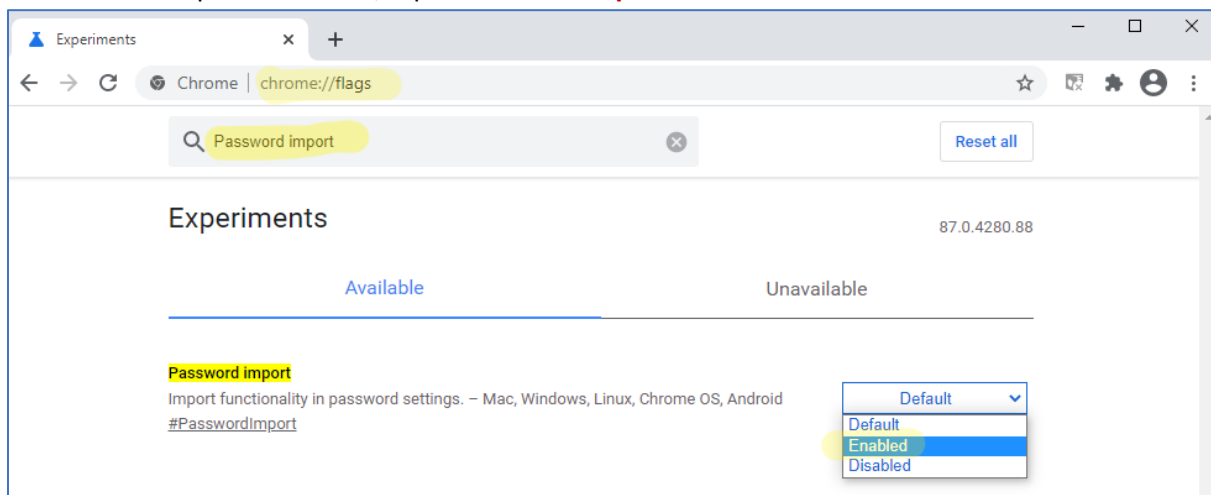 Experiments
Chrome | chrome://flags
Password import
Reset all
Experiments
87.0.4280.88
Available
Unavailable
Password import
Import functionality in password settings. – Mac, Windows, Linux, Chrome OS, Android
#PasswordImport
Default
Default
Enabled
Disabled